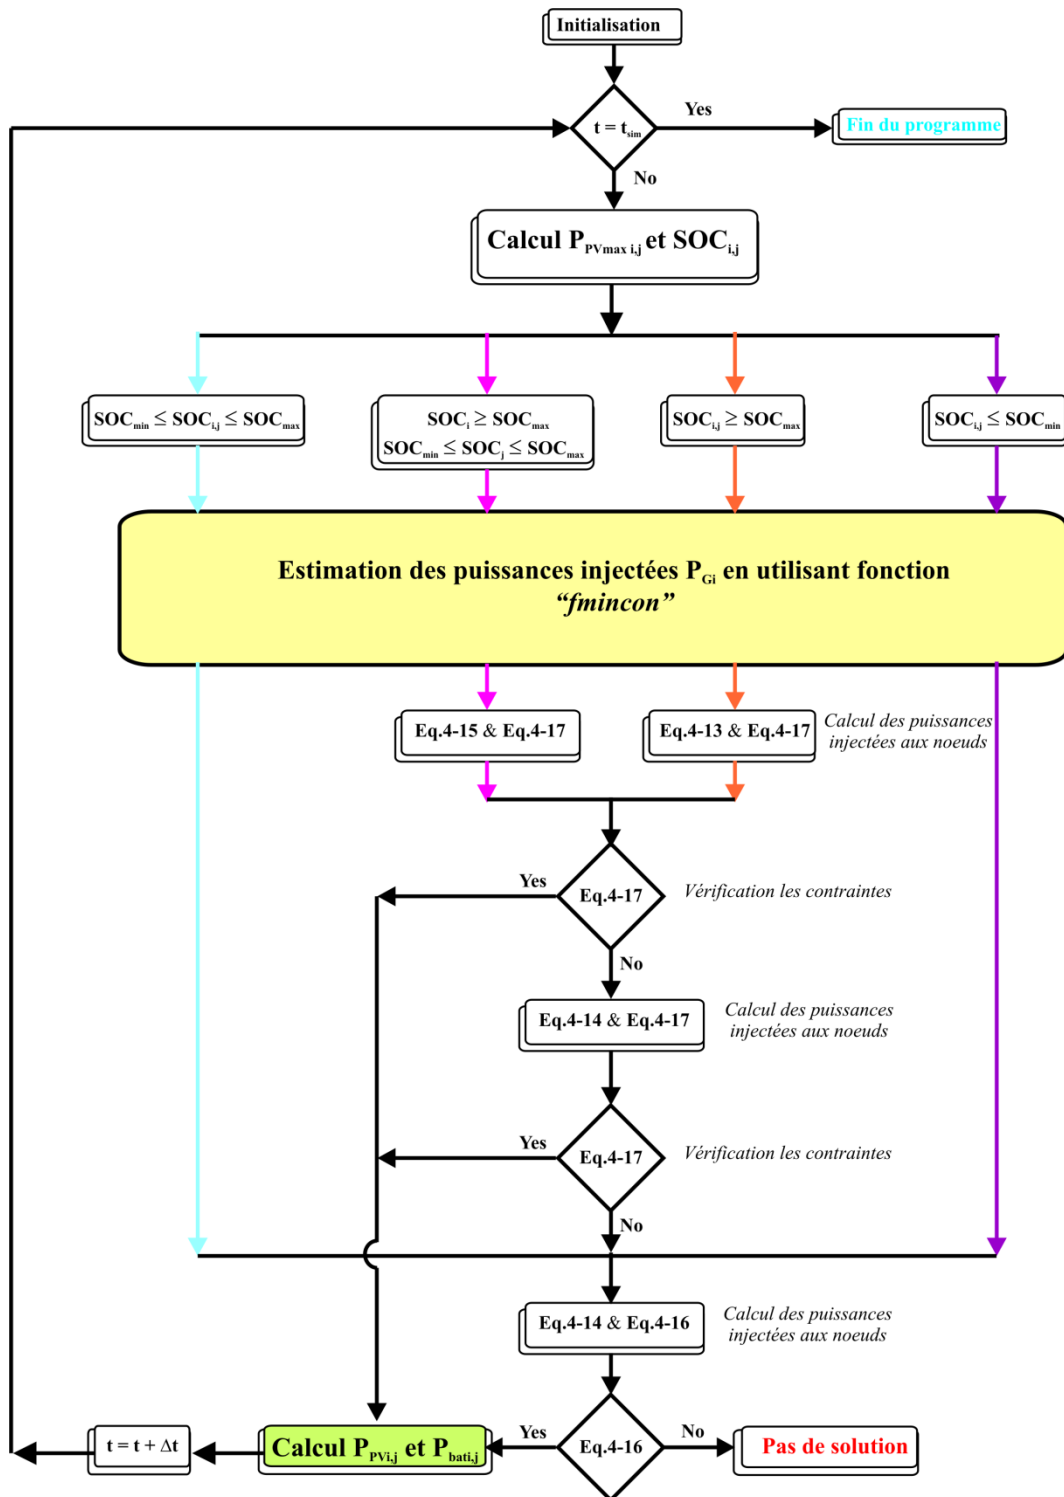 Initialisation
t = tsim
Yes
Fin du programme
No
Calcul PPVmax i,j et SOCi,j
SOCmin ≤ SOCi,j ≤ SOCmax
SOCi ≥ SOCmax
SOCmin ≤ SOCj ≤ SOCmax
SOCi,j ≥ SOCmax
SOCi,j ≤ SOCmin
Estimation des puissances injectées PGi en utilisant fonction
“fmincon”
Eq.4-15 & Eq.4-17
Eq.4-13 & Eq.4-17
Calcul des puissances
injectées aux noeuds
Yes
Eq.4-17
Vérification les contraintes
No
Eq.4-14 & Eq.4-17
Calcul des puissances
injectées aux noeuds
Yes
Eq.4-17
Vérification les contraintes
No
Eq.4-14 & Eq.4-16
Calcul des puissances
injectées aux noeuds
t = t + Δt
Calcul PPVi,j et Pbati,j
Yes
Eq.4-16
No
Pas de solution